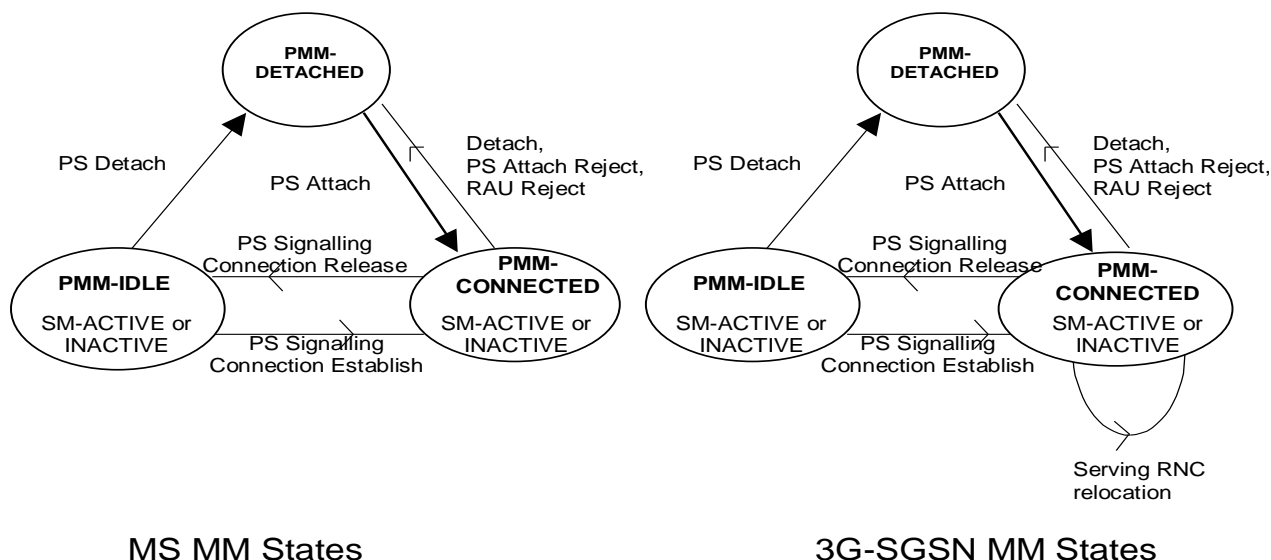 PMM-
DETACHED
PS Detach
PS Attach
Detach,
PS Attach Reject,
RAU Reject
PS Signalling
Connection Release
PMM-IDLE
SM-ACTIVE or
INACTIVE
PMM-
CONNECTED
SM-ACTIVE or
INACTIVE
PS Signalling
Connection Establish
MS MM States
PMM-
DETACHED
PS Detach
PS Attach
Detach,
PS Attach Reject,
RAU Reject
PS Signalling
Connection Release
PMM-IDLE
SM-ACTIVE or
INACTIVE
PMM-
CONNECTED
SM-ACTIVE or
INACTIVE
PS Signalling
Connection Establish
Serving RNC
relocation
3G-SGSN MM States